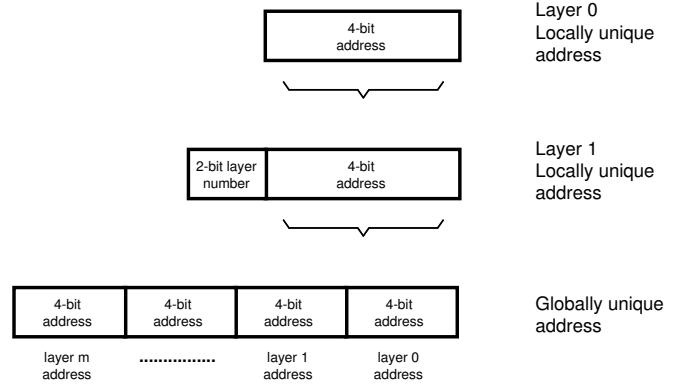 4-bit
address
Layer 0
Locally unique
address
2-bit layer
number
4-bit
address
Layer 1
Locally unique
address
4-bit
address
4-bit
address
4-bit
address
4-bit
address
Globally unique
address
layer m
address
................
layer 1
address
layer 0
address